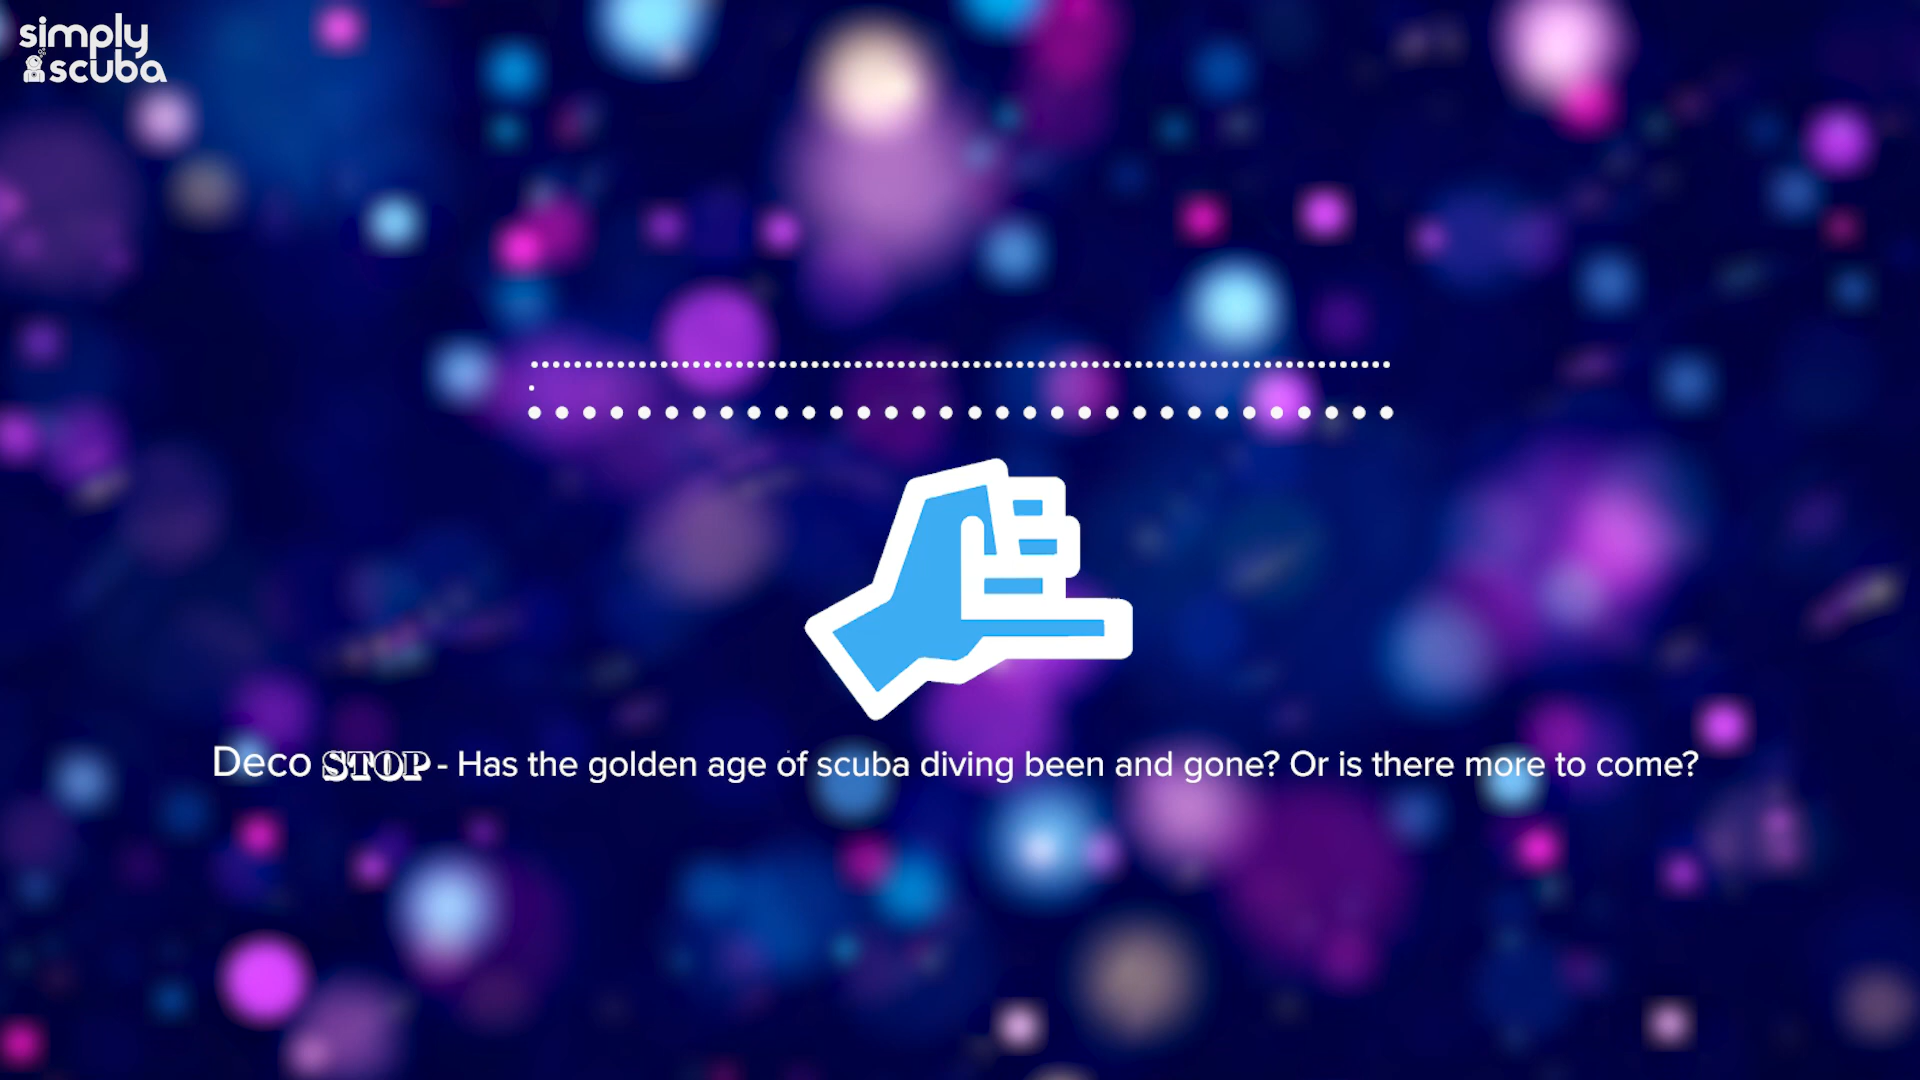 simply
scuba
Deco STOP - Has the golden age of scuba diving been and gone? Or is there more to come?